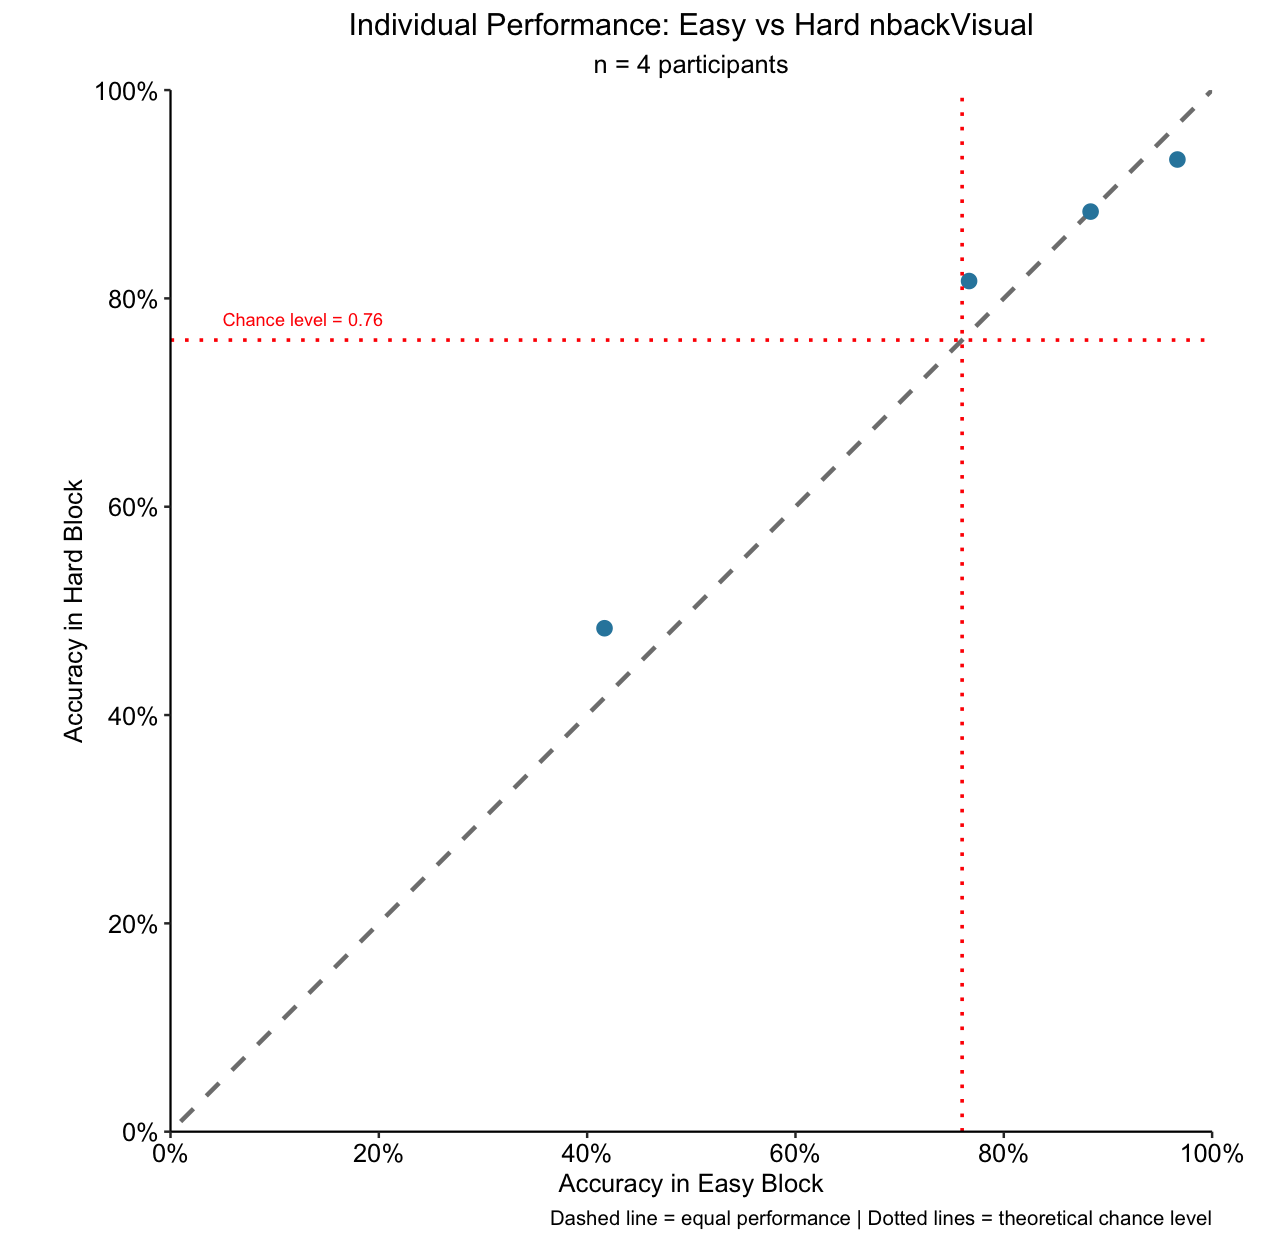 Individual Performance: Easy vs Hard nbackVisual
n = 4 participants
100%
80%
60%
40%
20%
0%
Accuracy in Hard Block
Chance level = 0.76
0% 20% 40% 60% 80% 100%
Accuracy in Easy Block
Dashed line = equal performance | Dotted lines = theoretical chance level